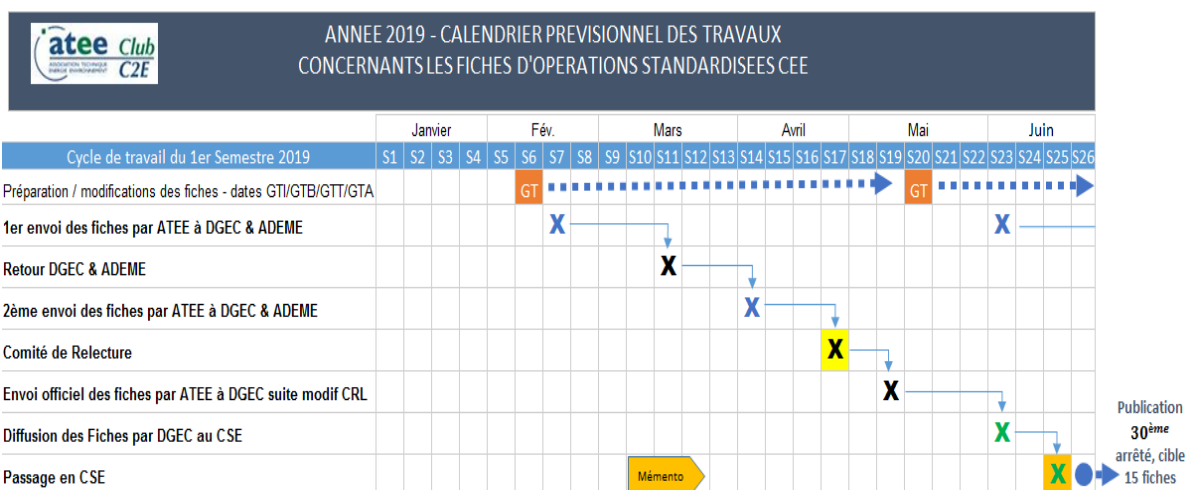 atee Club
ASSOCIATION TECHNIQUE
ENERGIE ENVIRONNEMENT
C2E
ANNEE 2019 - CALENDRIER PREVISIONNEL DES TRAVAUX
CONCERNANTS LES FICHES D'OPERATIONS STANDARDISEES CEE
Janvier Fév. Mars Avril Mai Juin
Cycle de travail du 1er Semestre 2019 S1 S2 S3 S4 S5 S6 S7 S8 S9 S10 S11 S12 S13 S14 S15 S16 S17 S18 S19 S20 S21 S22 S23 S24 S25 S26
Préparation / modifications des fiches - dates GTI/GTB/GTT/GTA GT GT
1er envoi des fiches par ATEE à DGEC & ADEME X X
Retour DGEC & ADEME X
2ème envoi des fiches par ATEE à DGEC & ADEME X
Comité de Relecture X
Envoi officiel des fiches par ATEE à DGEC suite modif CRL X
Diffusion des Fiches par DGEC au CSE X
Passage en CSE Mémento X
Publication
30ème
arrêté, cible
15 fiches